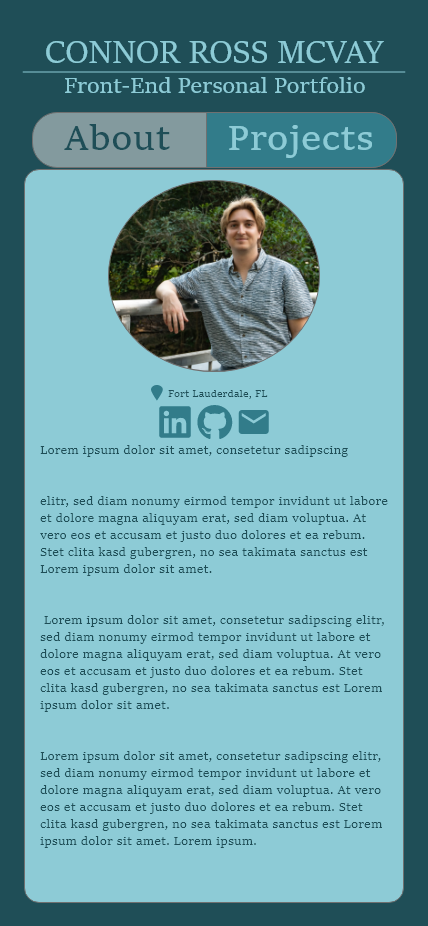 CONNOR ROSS MCVAY
Front-End Personal Portfolio
About Projects
Fort Lauderdale, FL
in
Lorem ipsum dolor sit amet, consetetur sadipscing
elitr, sed diam nonumy eirmod tempor invidunt ut labore
et dolore magna aliquyam erat, sed diam voluptua. At
vero eos et accusam et justo duo dolores et ea rebum.
Stet clita kasd gubergren, no sea takimata sanctus est
Lorem ipsum dolor sit amet.
Lorem ipsum dolor sit amet, consetetur sadipscing elitr,
sed diam nonumy eirmod tempor invidunt ut labore et
dolore magna aliquyam erat, sed diam voluptua. At vero
eos et accusam et justo duo dolores et ea rebum. Stet
clita kasd gubergren, no sea takimata sanctus est Lorem
ipsum dolor sit amet.
Lorem ipsum dolor sit amet, consetetur sadipscing elitr,
sed diam nonumy eirmod tempor invidunt ut labore et
dolore magna aliquyam erat, sed diam voluptua. At vero
eos et accusam et justo duo dolores et ea rebum. Stet
clita kasd gubergren, no sea takimata sanctus est Lorem
ipsum dolor sit amet. Lorem ipsum.